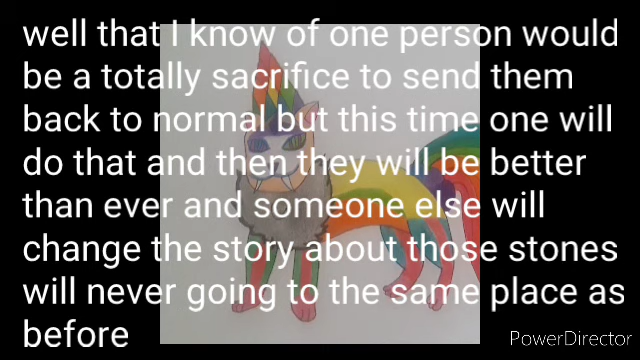 well that I know of one person would
be a totally sacrifice to send them
back to normal but this time one will
do that and then they will be better
than ever and someone else will
change the story about those stones
will never going to the same place as
before
PowerDirector